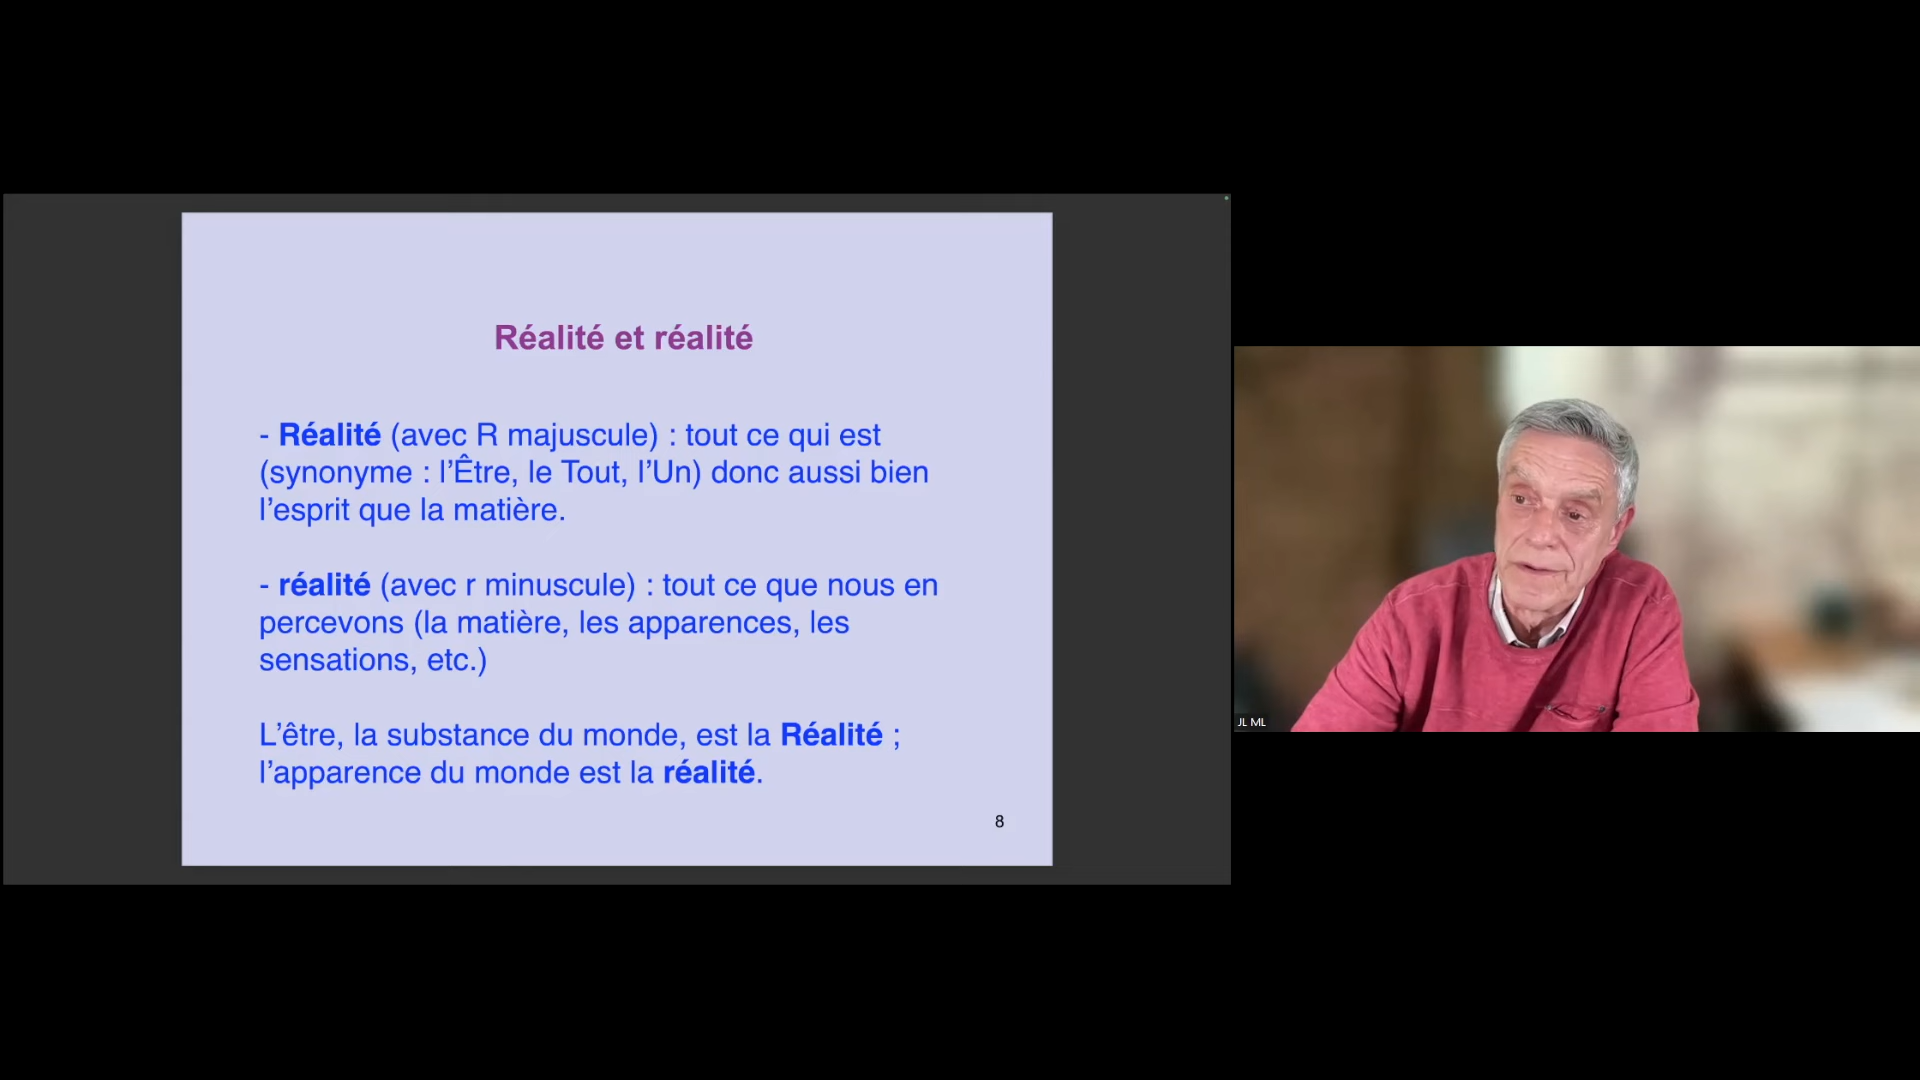 Réalité et réalité
- Réalité (avec R majuscule) : tout ce qui est
(synonyme : l’Être, le Tout, l’Un) donc aussi bien
l’esprit que la matière.
- réalité (avec r minuscule) : tout ce que nous en
percevons (la matière, les apparences, les
sensations, etc.)
L’être, la substance du monde, est la Réalité ;
l’apparence du monde est la réalité.
8
JL ML